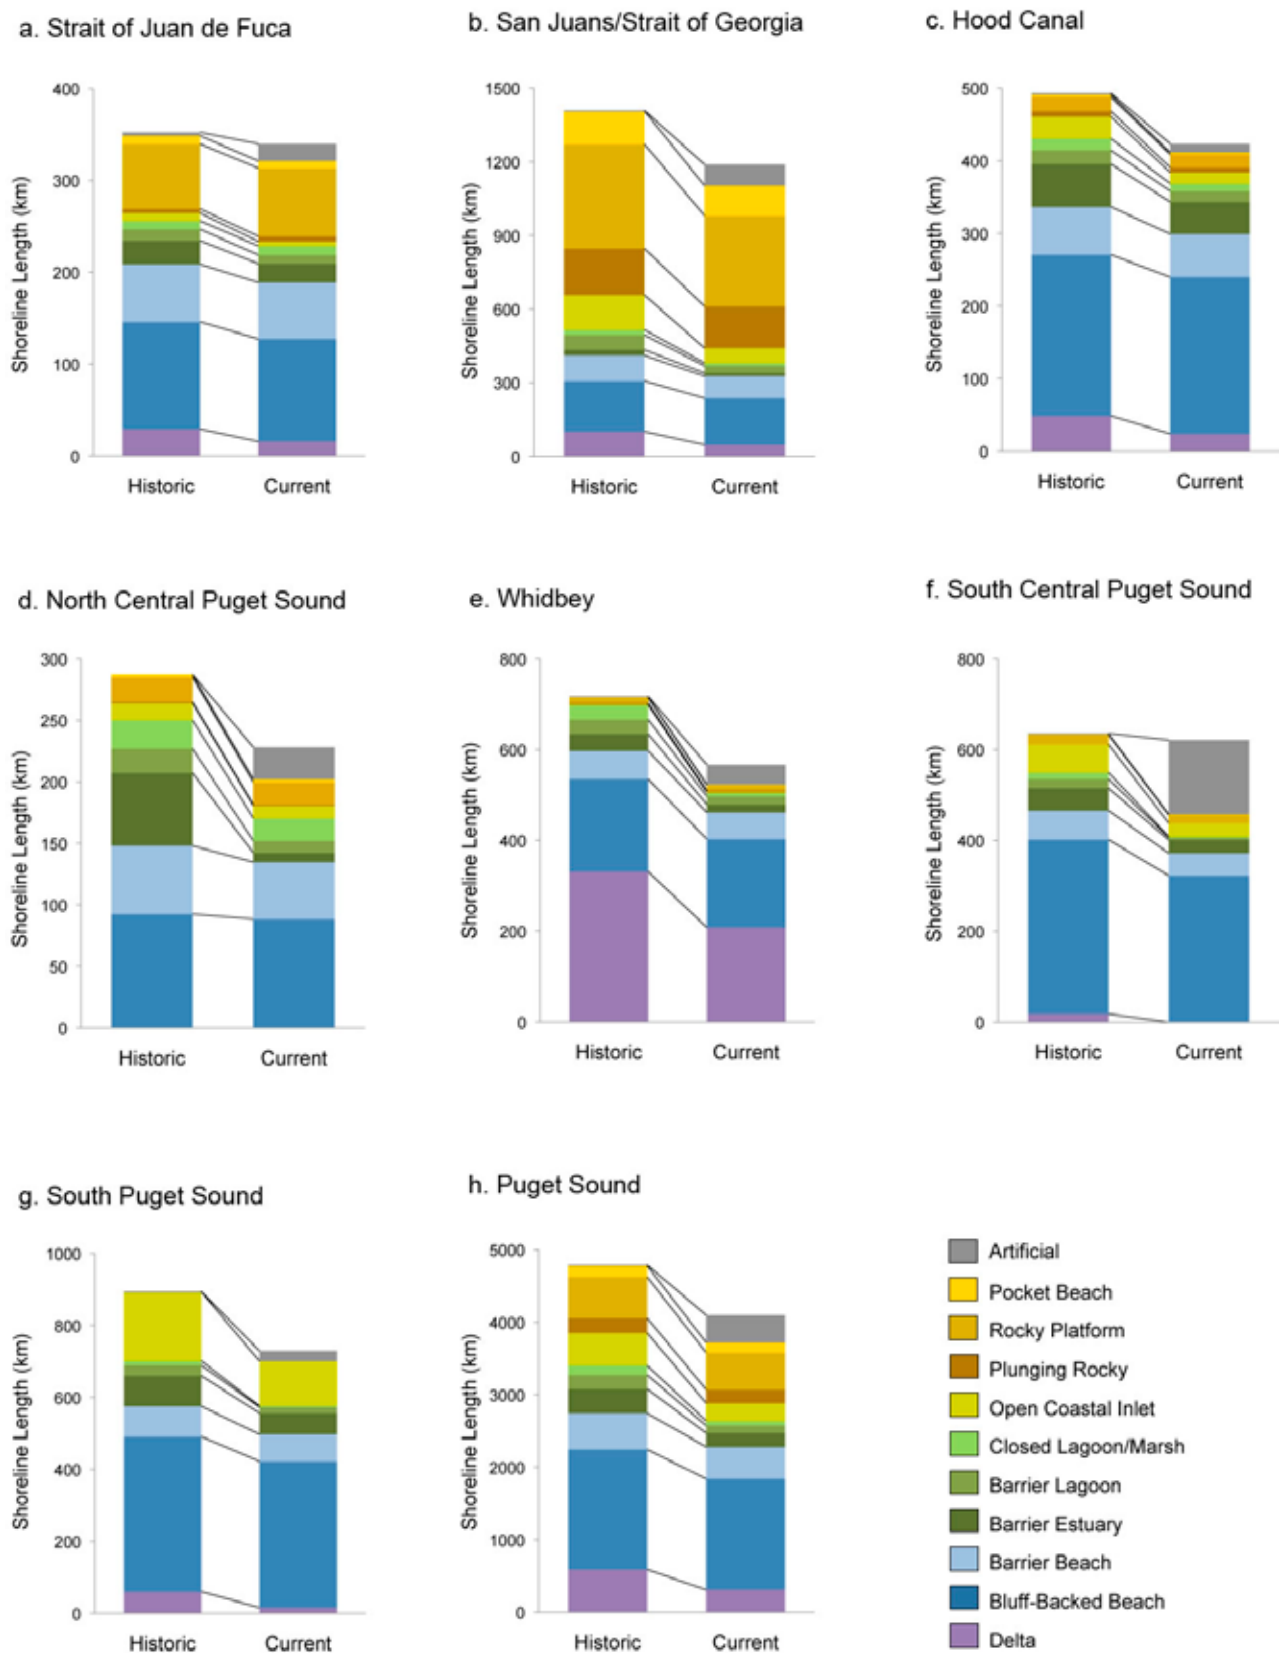 a. Strait of Juan de Fuca
400
300
200
100
0
Shoreline Length (km)
Historic
Current
b. San Juans/Strait of Georgia
1500
1200
900
600
300
0
Shoreline Length (km)
Historic
Current
c. Hood Canal
500
400
300
200
100
0
Shoreline Length (km)
Historic
Current
d. North Central Puget Sound
300
250
200
150
100
50
0
Shoreline Length (km)
Historic
Current
e. Whidbey
800
600
400
200
0
Shoreline Length (km)
Historic
Current
f. South Central Puget Sound
800
600
400
200
0
Shoreline Length (km)
Historic
Current
g. South Puget Sound
1000
800
600
400
200
0
Shoreline Length (km)
Historic
Current
h. Puget Sound
5000
4000
3000
2000
1000
0
Shoreline Length (km)
Historic
Current
Artificial
Pocket Beach
Rocky Platform
Plunging Rocky
Open Coastal Inlet
Closed Lagoon/Marsh
Barrier Lagoon
Barrier Estuary
Barrier Beach
Bluff-Backed Beach
Delta